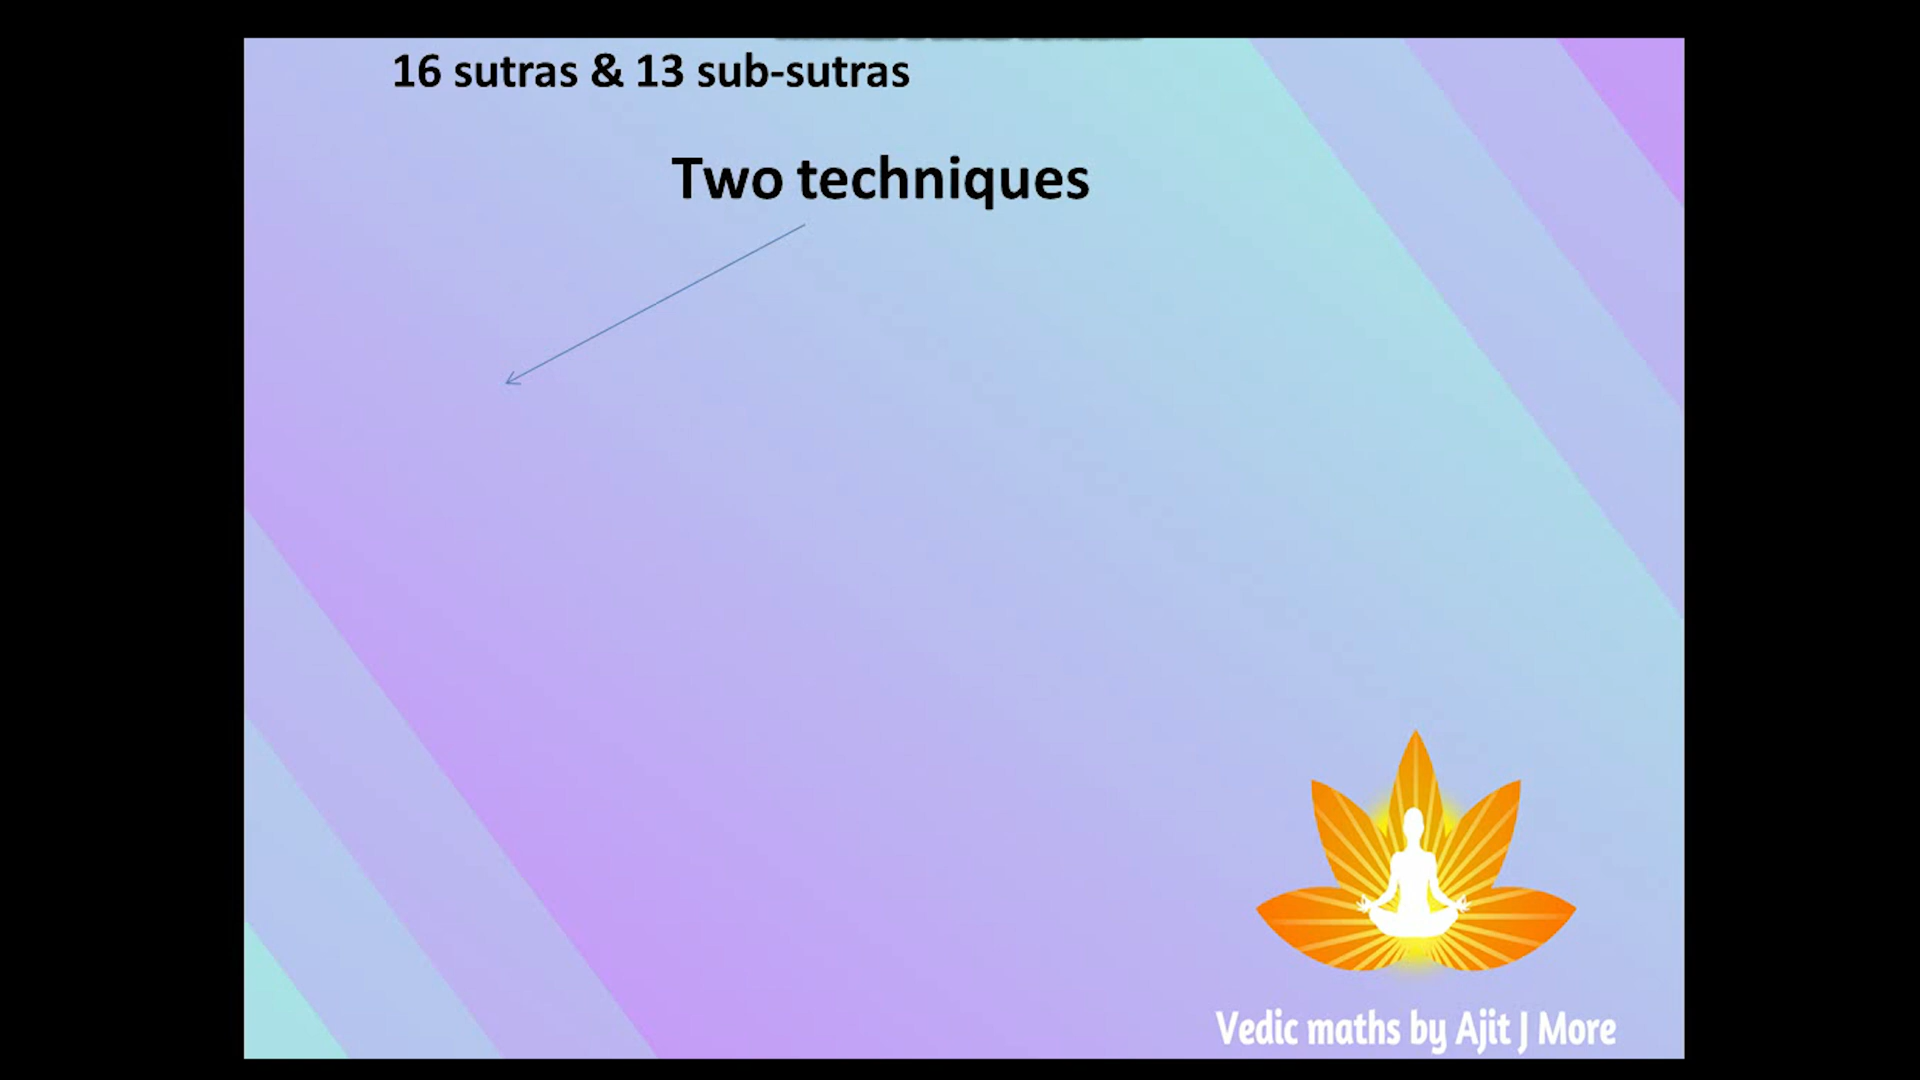 16 sutras & 13 sub-sutras
Two techniques
Vedic maths by Ajit J More